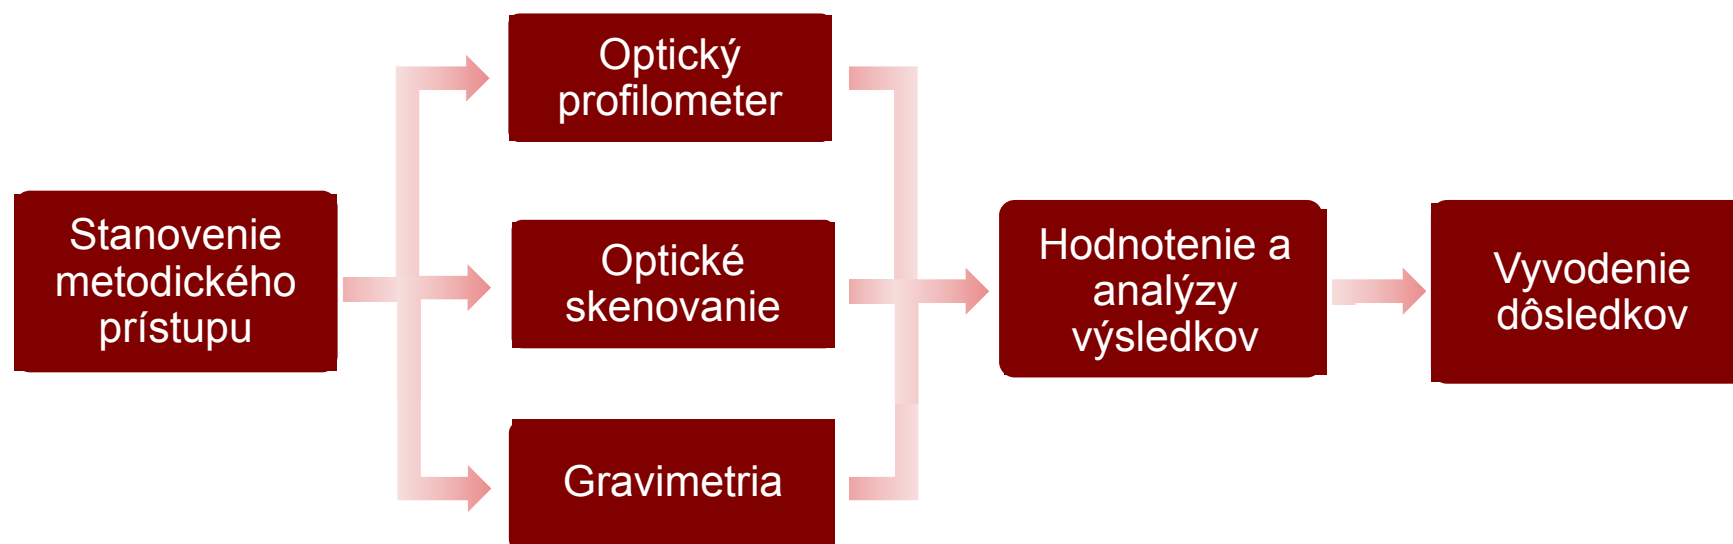 Stanovenie
metodického
prístupu
Optický
profilometer
Optické
skenovanie
Gravimetria
Hodnotenie a
analýzy
výsledkov
Vyvodenie
dôsledkov